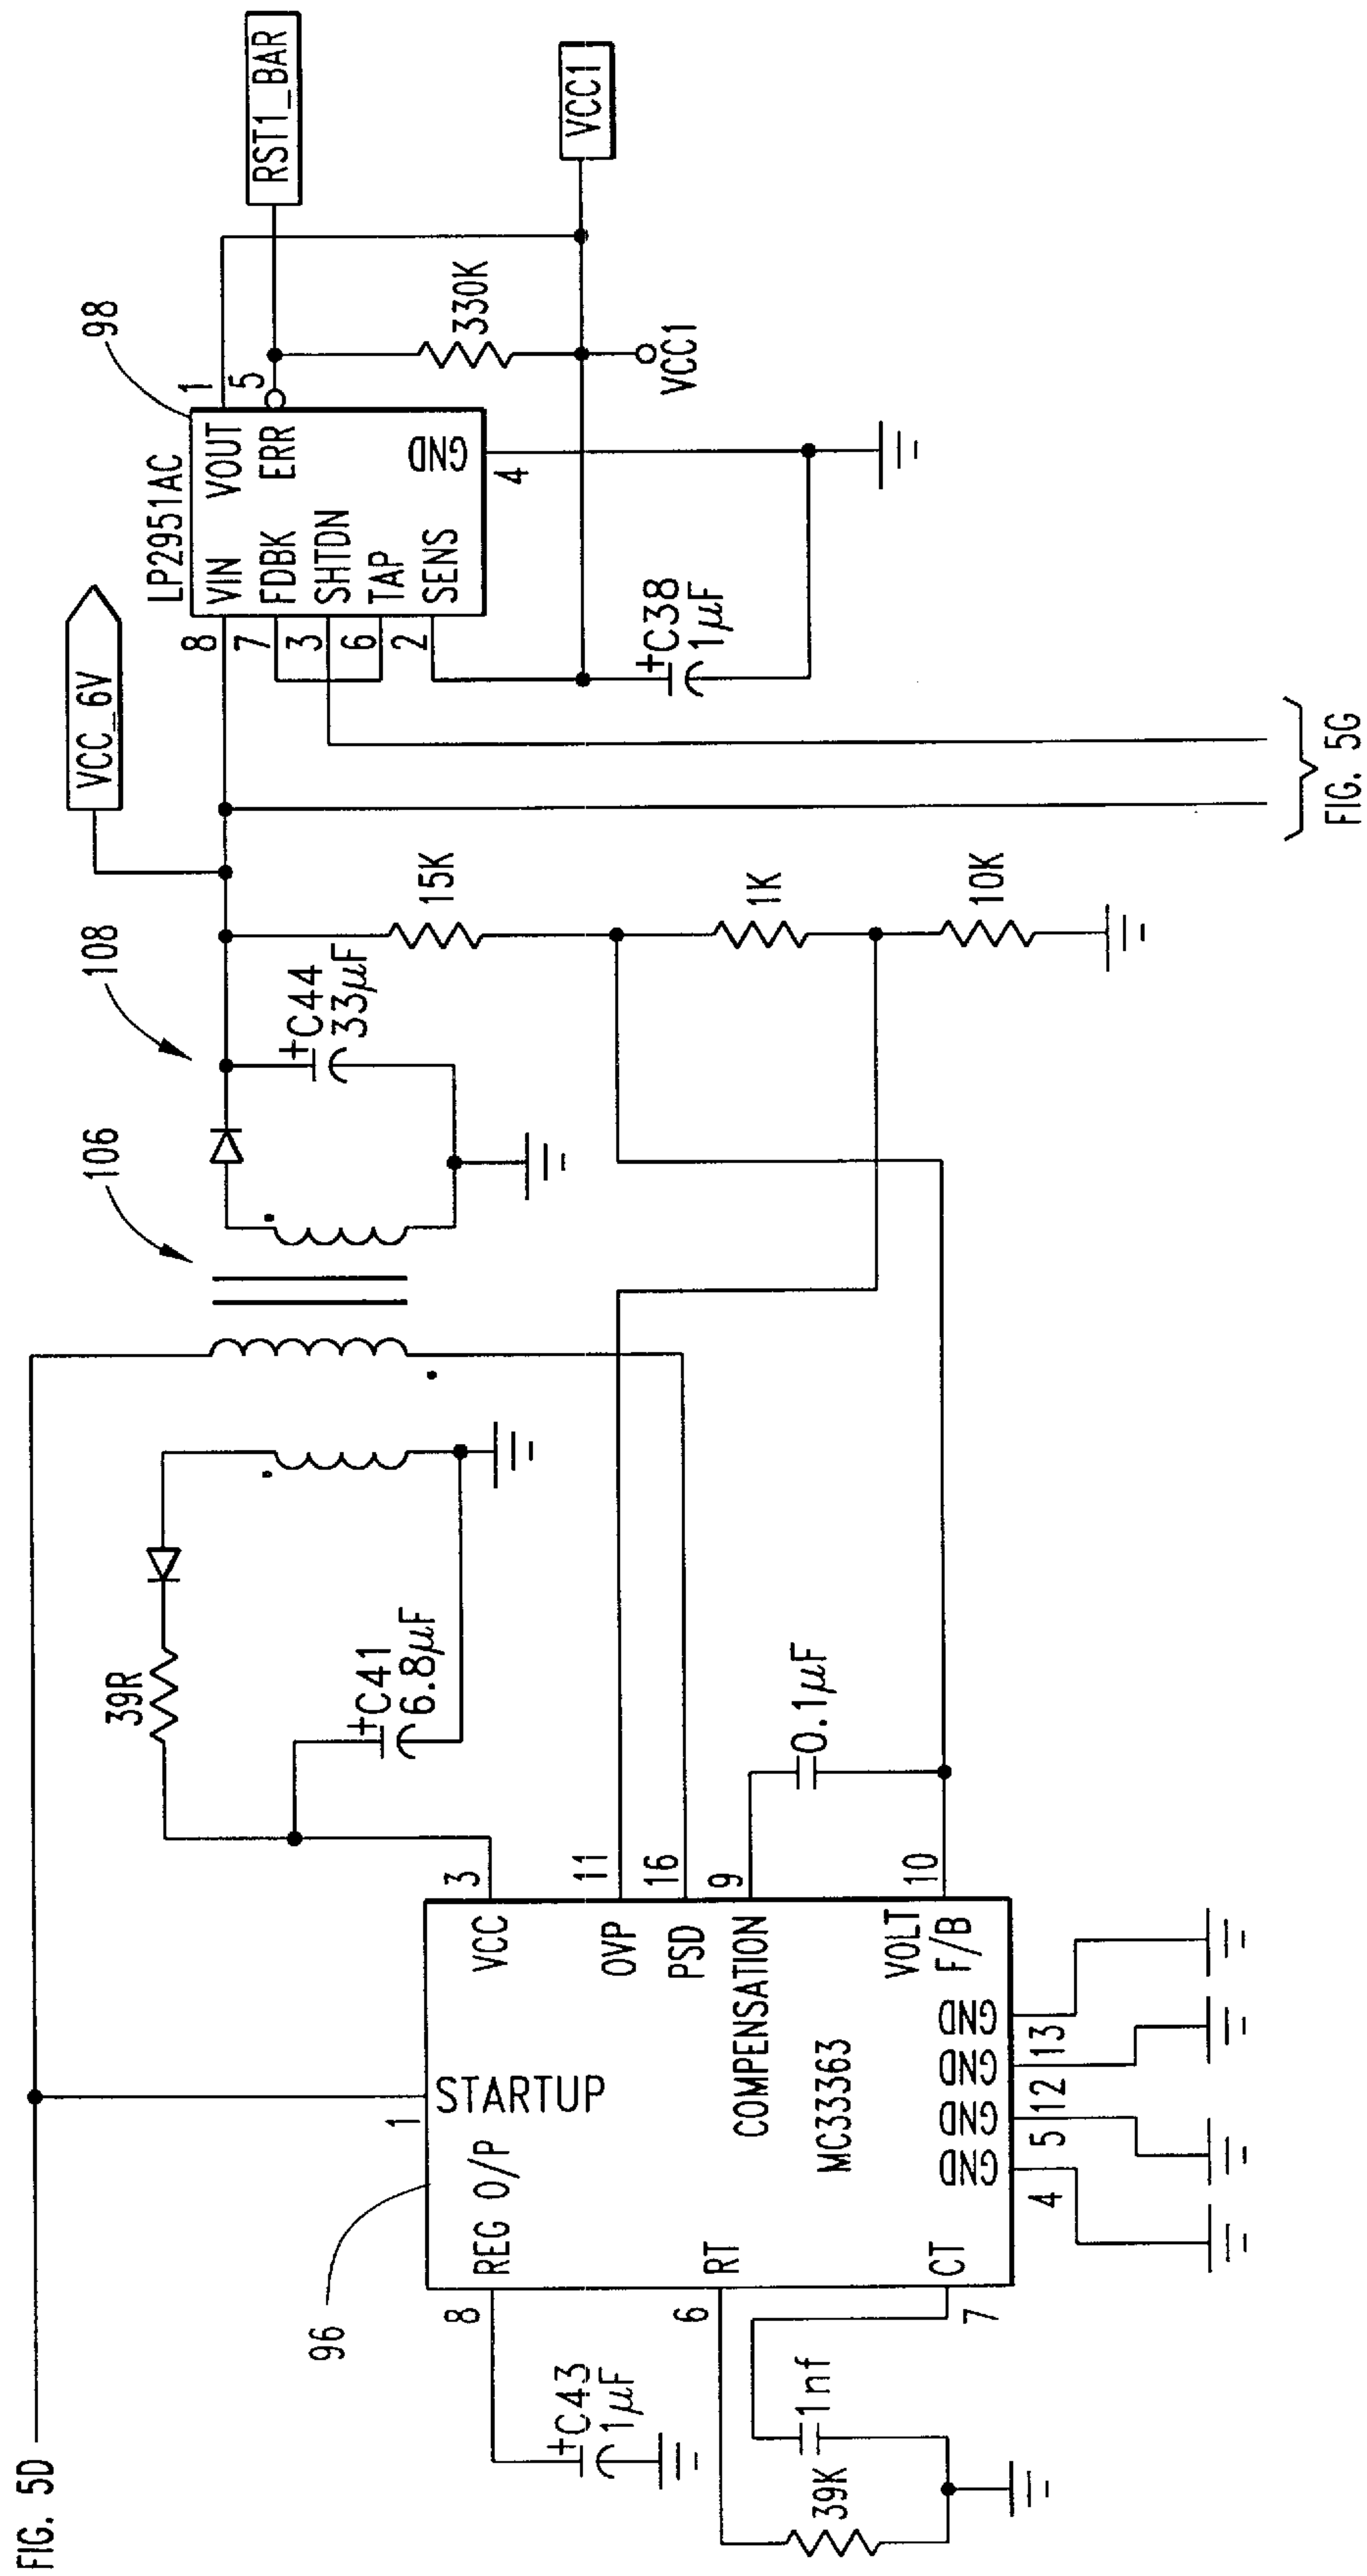 FIG. 5D
96
1
STARTUP
REG O/P
8
+
C43
1µF
RT
6
CT
7
39K
1nf
VCC
3
OVP
11
PSD
16
COMPENSATION
9
MC33363
VOLT
F/B
10
GND
4
GND
5
GND
12
GND
13
0.1µF
39R
+
C41
6.8µF
106
108
+
C44
33µF
15K
1K
10K
VCC_6V
98
LP2951AC
VIN
8
FDBK
7
SHTDN
3
TAP
6
SENS
2
VOUT
1
ERR
5
GND
4
+
C38
1µF
330K
VCC1
RST1_BAR
VCC1
FIG. 5G